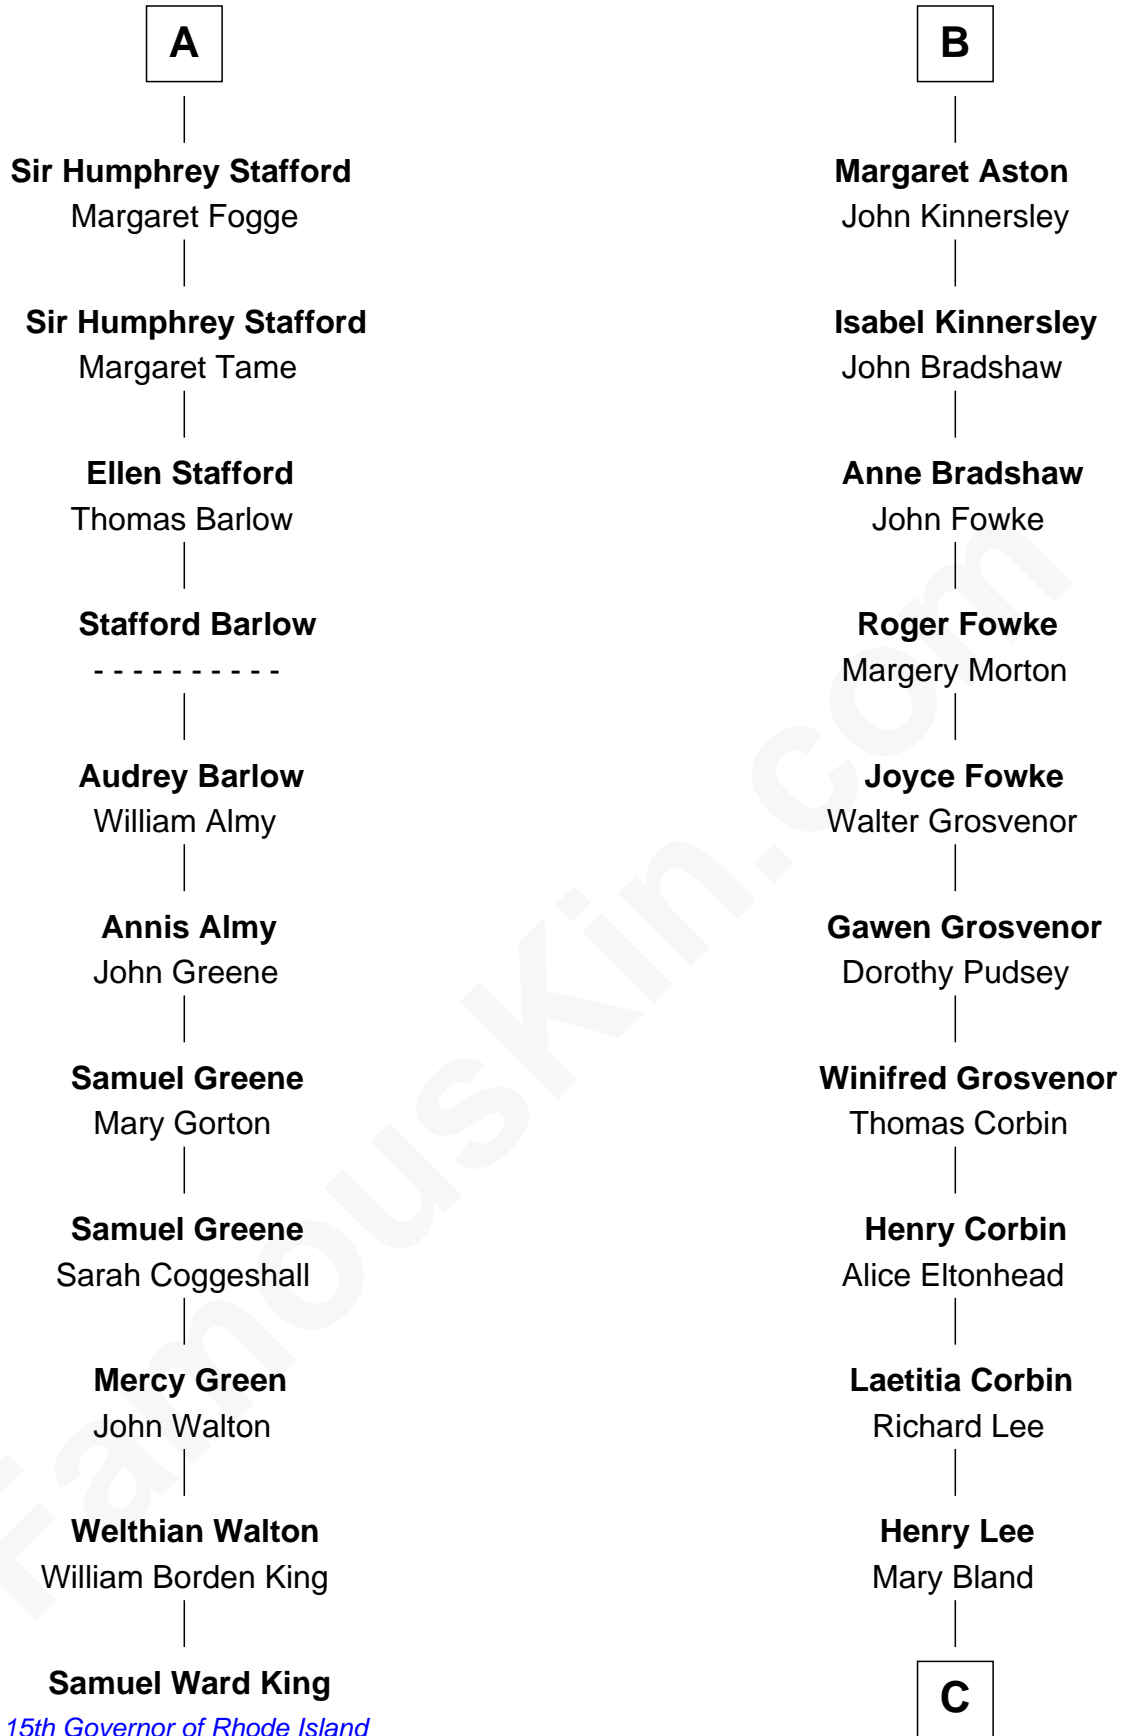 A
Sir Humphrey Stafford
Margaret Fogge
Sir Humphrey Stafford
Margaret Tame
Ellen Stafford
Thomas Barlow
Stafford Barlow
- - - - - - - - - -
Audrey Barlow
William Almy
Annis Almy
John Greene
Samuel Greene
Mary Gorton
Samuel Greene
Sarah Coggeshall
Mercy Green
John Walton
Welthian Walton
William Borden King
Samuel Ward King
15th Governor of Rhode Island
B
Margaret Aston
John Kinnersley
Isabel Kinnersley
John Bradshaw
Anne Bradshaw
John Fowke
Roger Fowke
Margery Morton
Joyce Fowke
Walter Grosvenor
Gawen Grosvenor
Dorothy Pudsey
Winifred Grosvenor
Thomas Corbin
Henry Corbin
Alice Eltonhead
Laetitia Corbin
Richard Lee
Henry Lee
Mary Bland
C
FamousKin.com